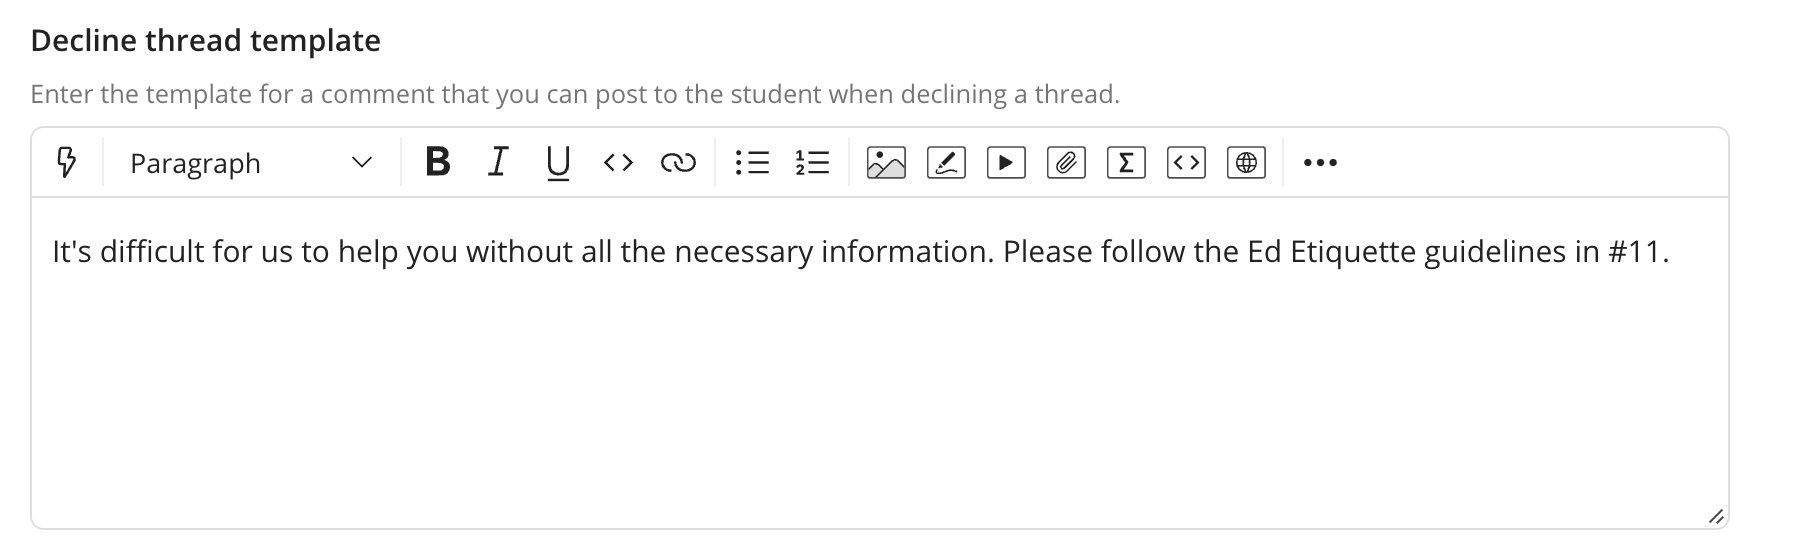 Decline thread template
Enter the template for a comment that you can post to the student when declining a thread.
Paragraph B I U
It's difficult for us to help you without all the necessary information. Please follow the Ed Etiquette guidelines in #11.